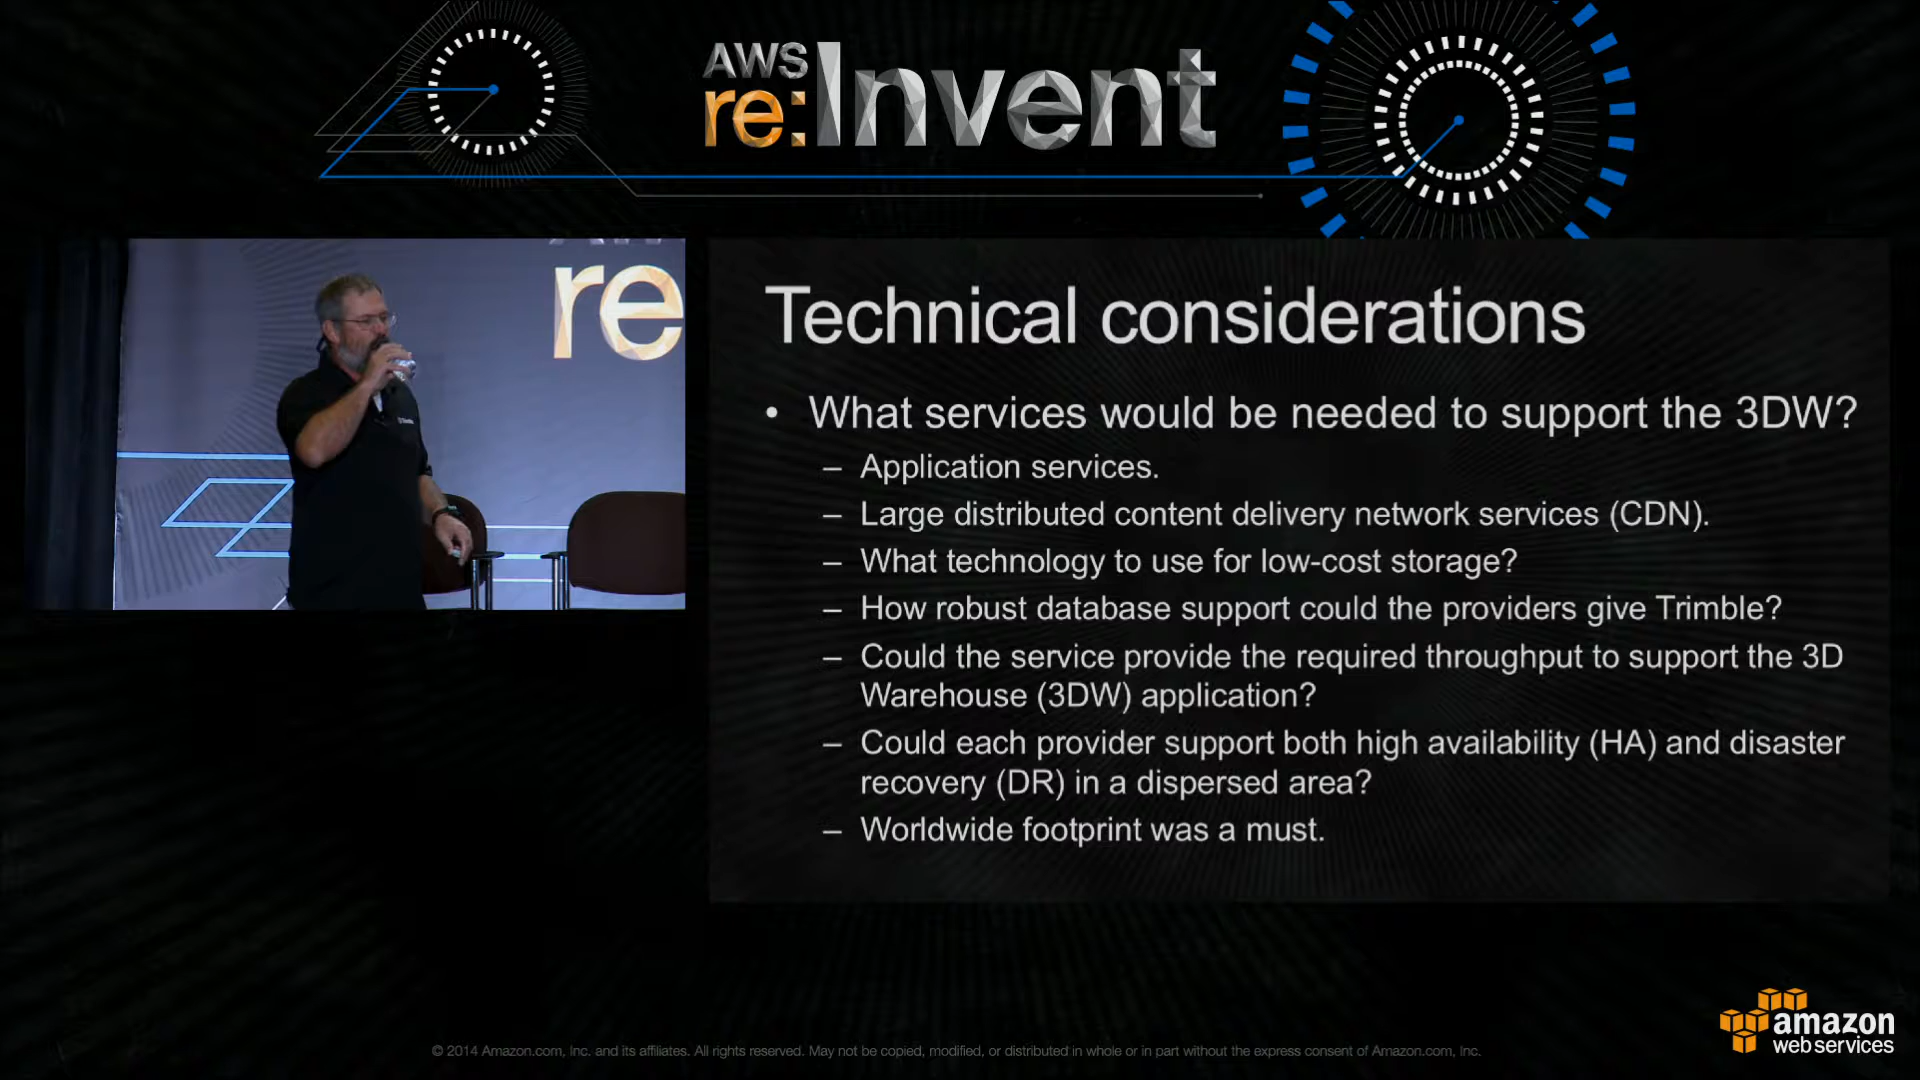 AWS
re:Invent
re
Technical considerations
• What services would be needed to support the 3DW?
– Application services.
– Large distributed content delivery network services (CDN).
– What technology to use for low-cost storage?
– How robust database support could the providers give Trimble?
– Could the service provide the required throughput to support the 3D
Warehouse (3DW) application?
– Could each provider support both high availability (HA) and disaster
recovery (DR) in a dispersed area?
– Worldwide footprint was a must.
© 2014 Amazon.com, Inc. and its affiliates. All rights reserved. May not be copied, modified, or distributed in whole or in part without the express consent of Amazon.com, Inc.
amazon
web services